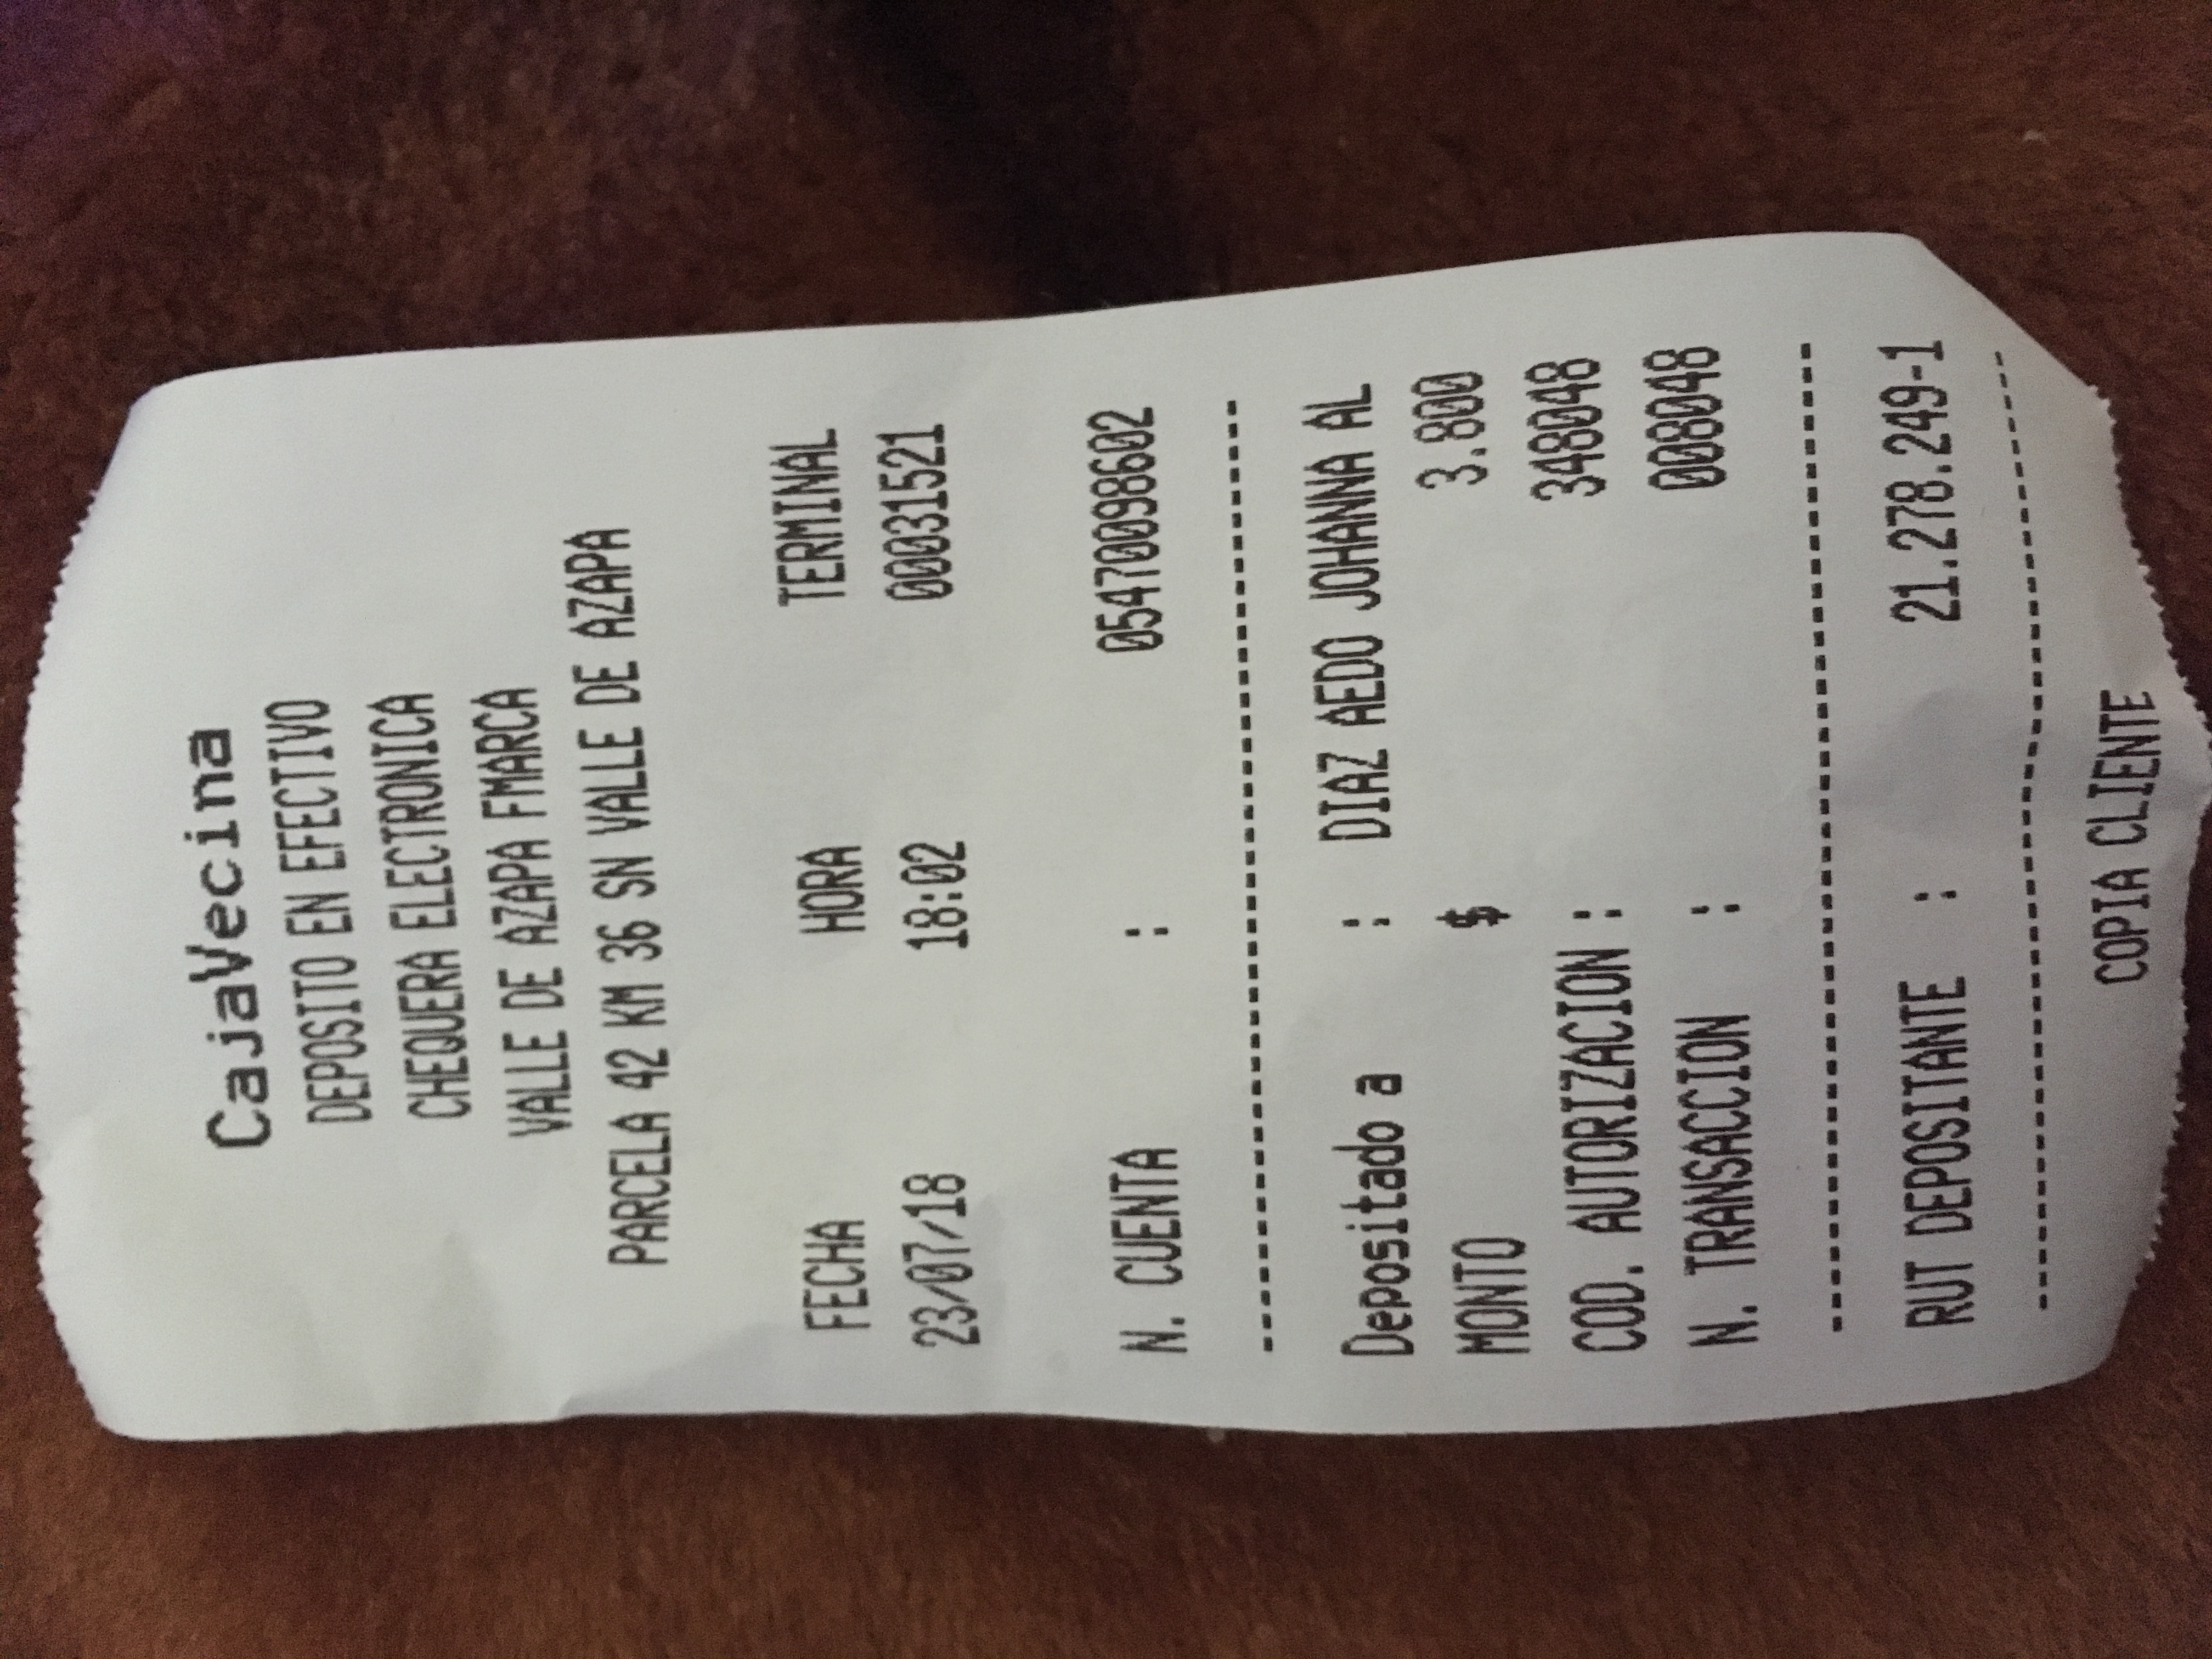 CajaVecina
DEPOSITO EN EFECTIVO
CHEQUERA ELECTRONICA
VALLE DE AZAPA FMARCA
PARCELA 42 KM 36 SN VALLE DE AZAPA
FECHA HORA TERMINAL
23/07/18 18:02 00031521
N. CUENTA : 05470098602
-----------------------------------------
Depositado a : DIAZ AEDO JOHANNA AL
MONTO $ 3.800
COD. AUTORIZACION : 348048
N. TRANSACCION : 008048
-----------------------------------------
RUT DEPOSITANTE : 21.278.249-1
-----------------------------------------
COPIA CLIENTE